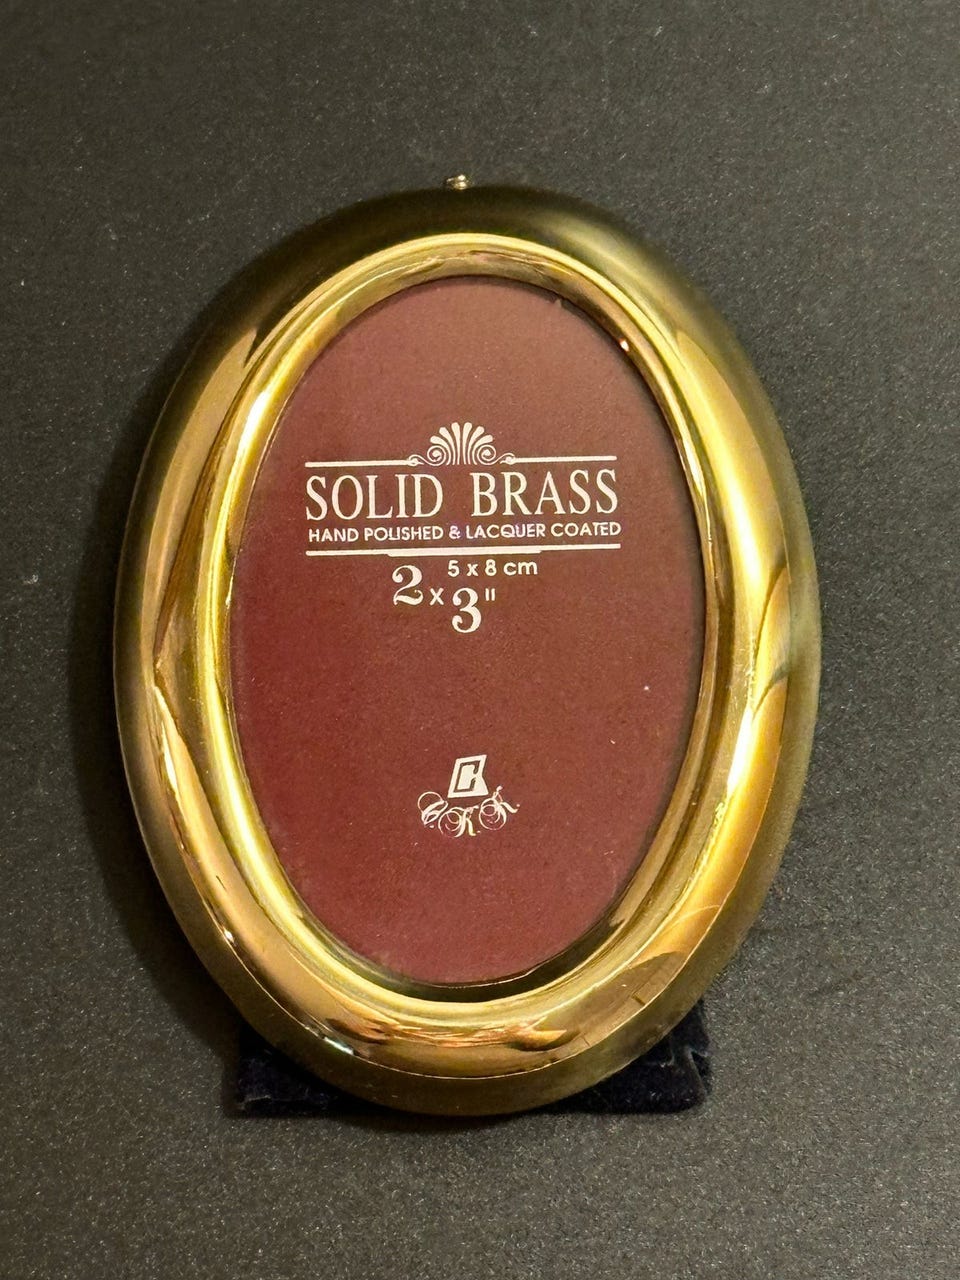 SOLID BRASS
HAND POLISHED & LACQUER COATED
5 x 8 cm
2 x 3"
C
C.K.K.